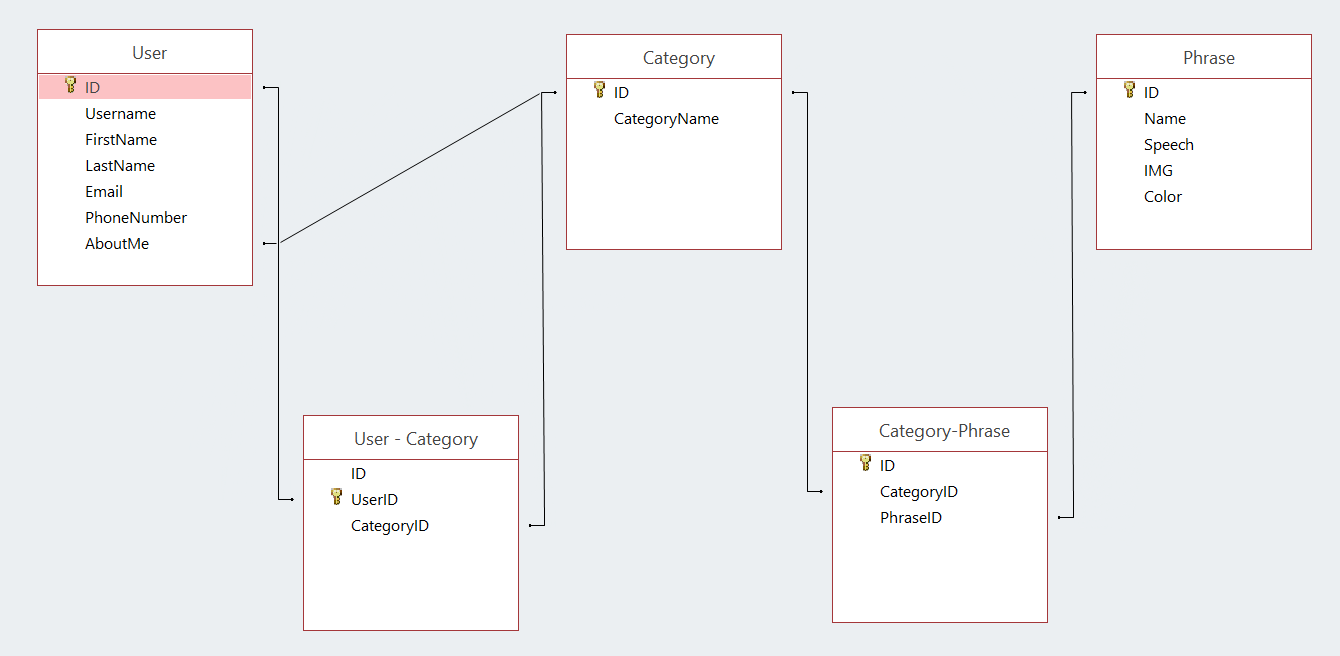 User
ID
Username
FirstName
LastName
Email
PhoneNumber
AboutMe
Category
ID
CategoryName
Phrase
ID
Name
Speech
IMG
Color
User - Category
ID
UserID
CategoryID
Category-Phrase
ID
CategoryID
PhraseID